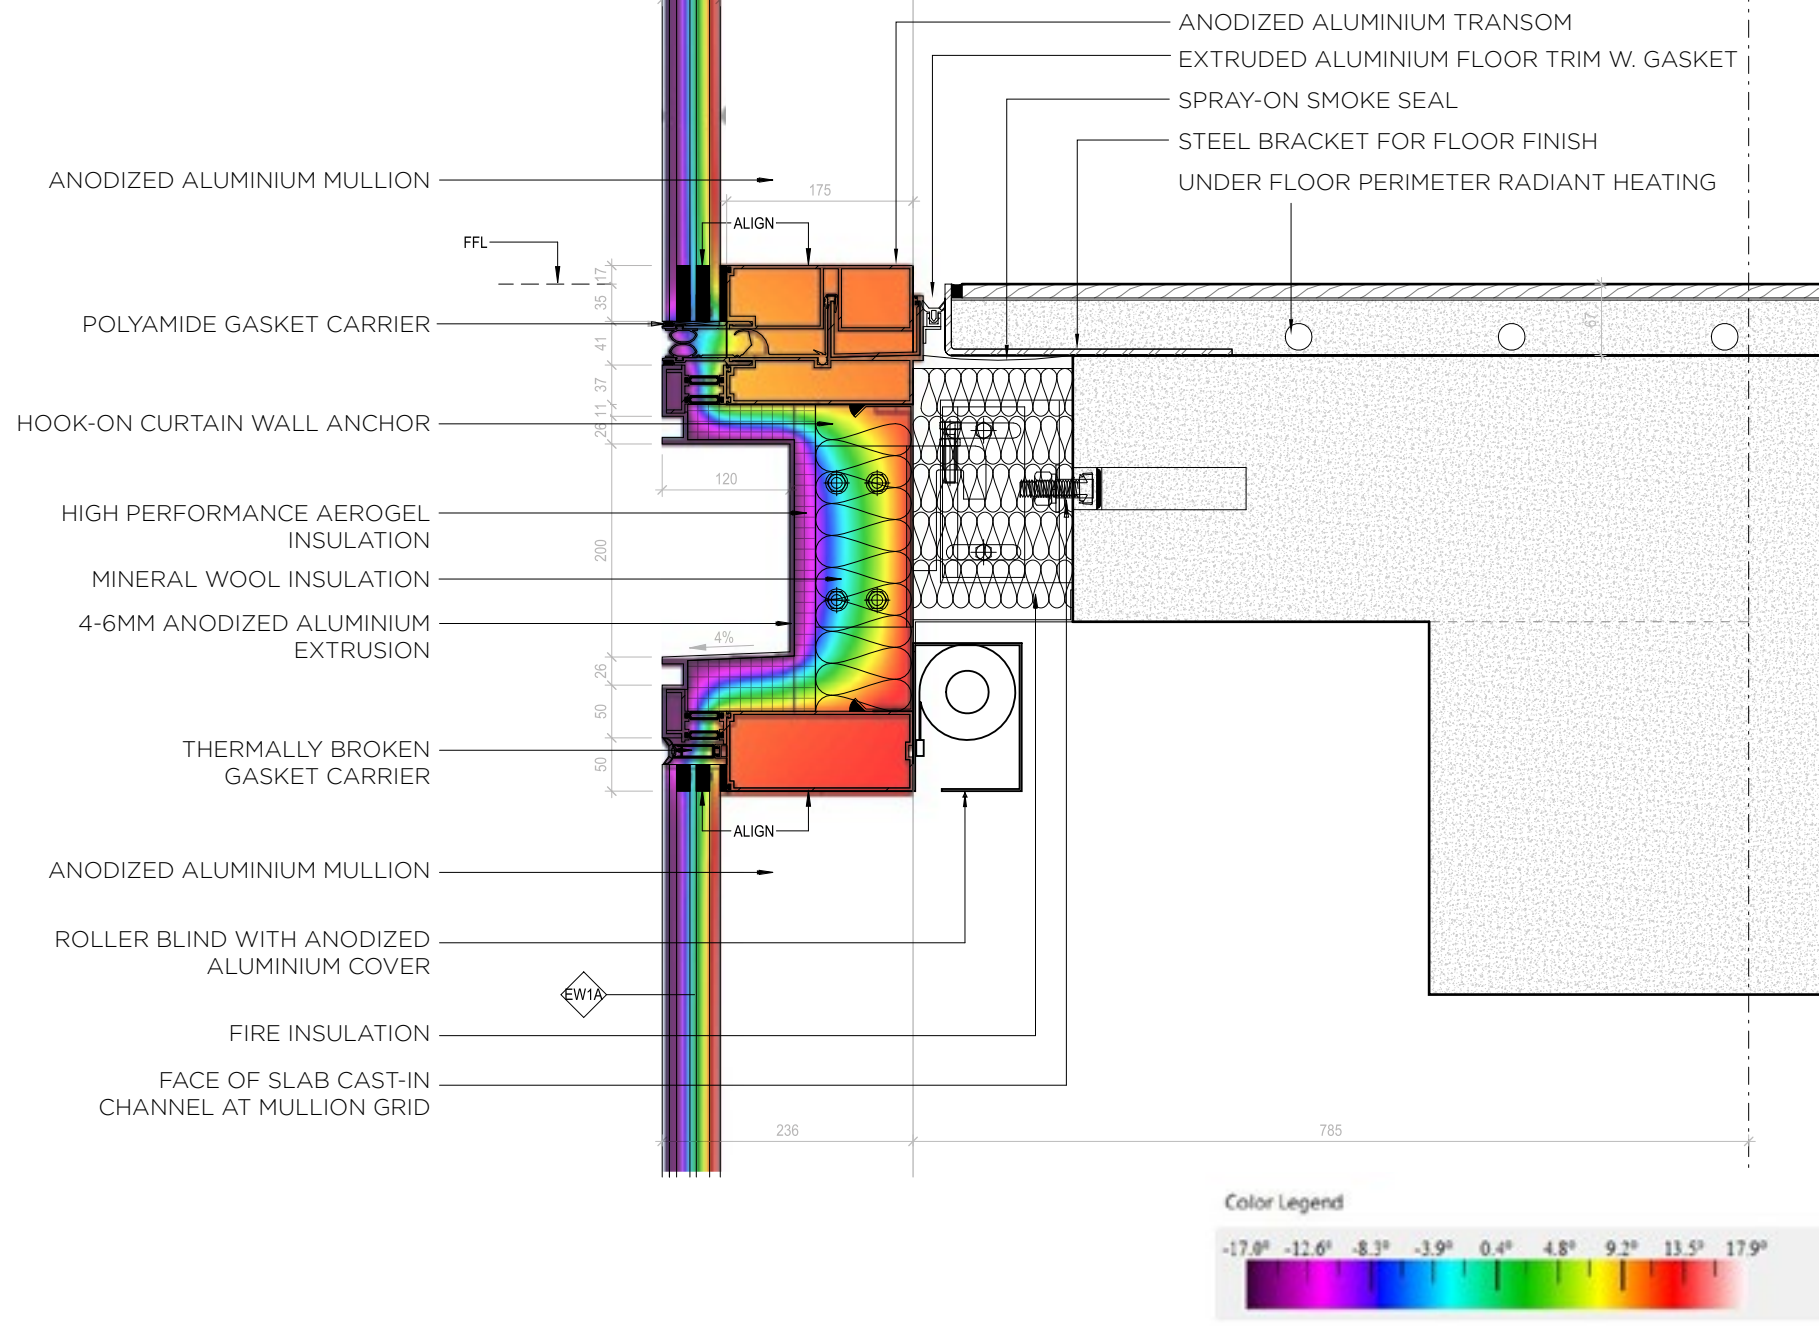 ANODIZED ALUMINIUM TRANSOM
EXTRUDED ALUMINIUM FLOOR TRIM W. GASKET
SPRAY-ON SMOKE SEAL
STEEL BRACKET FOR FLOOR FINISH
UNDER FLOOR PERIMETER RADIANT HEATING
ANODIZED ALUMINIUM MULLION
175
ALIGN
FFL
17
35
POLYAMIDE GASKET CARRIER
67
41
37
11
HOOK-ON CURTAIN WALL ANCHOR
26
120
HIGH PERFORMANCE AEROGEL
INSULATION
200
MINERAL WOOL INSULATION
4-6MM ANODIZED ALUMINIUM
EXTRUSION
4%
26
50
THERMALLY BROKEN
GASKET CARRIER
50
ALIGN
ANODIZED ALUMINIUM MULLION
ROLLER BLIND WITH ANODIZED
ALUMINIUM COVER
EW1A
FIRE INSULATION
FACE OF SLAB CAST-IN
CHANNEL AT MULLION GRID
236
785
Color Legend
-17.0° -12.6° -8.3° -3.9° 0.4° 4.8° 9.2° 13.5° 17.9°